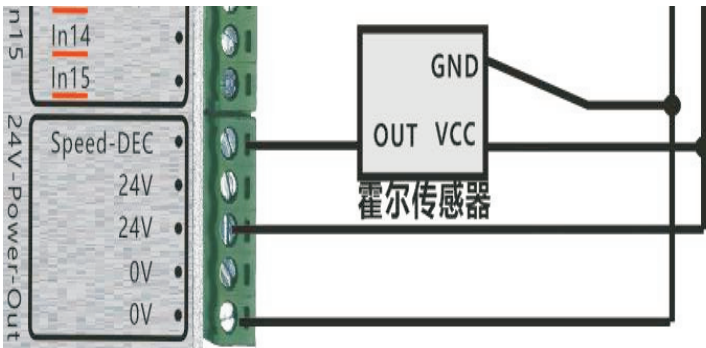 In14
In15
In15
24V-Power-Out
Speed-DEC
24V
24V
0V
0V
GND
OUT VCC
霍尔传感器